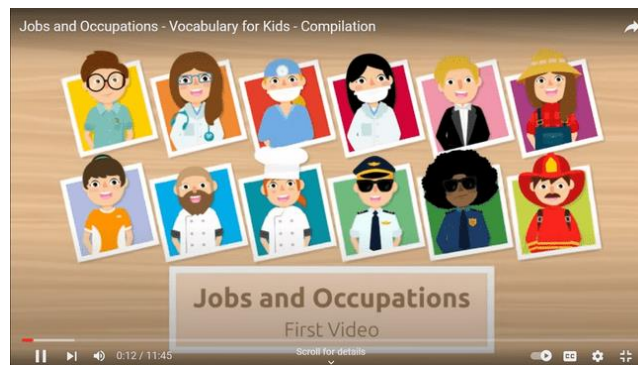 Jobs and Occupations - Vocabulary for Kids - Compilation
Jobs and Occupations
First Video
0:12 / 11:45
Scroll for details
CC